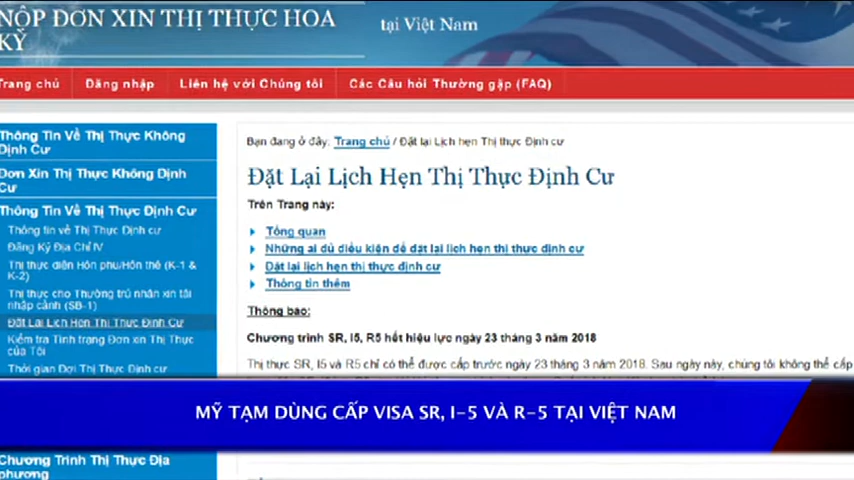 NỘP ĐƠN XIN THỊ THỰC HOA
KỲ
tại Việt Nam
Trang chủ
Đăng nhập
Liên hệ với Chúng tôi
Các Câu hỏi Thường gặp (FAQ)
Thông Tin Về Thị Thực Không
Định Cư
Đơn Xin Thị Thực Không Định
Cư
Thông Tin Về Thị Thực Định Cư
Thông tin về Thị Thực Định cư
Đăng Ký Địa Chỉ IV
Thị thực diện Hôn phu/Hôn thê (K-1 &
K-2)
Thị thực cho Thường trú nhân xin tái
nhập cảnh (SB-1)
Đặt Lại Lịch Hẹn Thị Thực Định Cư
Kiểm tra Tình trạng Đơn xin Thị Thực
của Tôi
Thời gian Đợi Thị Thực Định cư
Bạn đang ở đây: Trang chủ / Đặt lại Lịch hẹn Thị thực Định cư
Đặt Lại Lịch Hẹn Thị Thực Định Cư
Trên Trang này:
Tổng quan
Những ai đủ điều kiện để đặt lại lịch hẹn thị thực định cư
Đặt lại lịch hẹn thị thực định cư
Thông tin thêm
Thông báo:
Chương trình SR, I5, R5 hết hiệu lực ngày 23 tháng 3 năm 2018
Thị thực SR, I5 và R5 chỉ có thể được cấp trước ngày 23 tháng 3 năm 2018. Sau ngày này, chúng tôi không thể cấp
MỸ TẠM DÙNG CẤP VISA SR, I-5 VÀ R-5 TẠI VIỆT NAM
Chương Trình Thị Thực Địa
phương